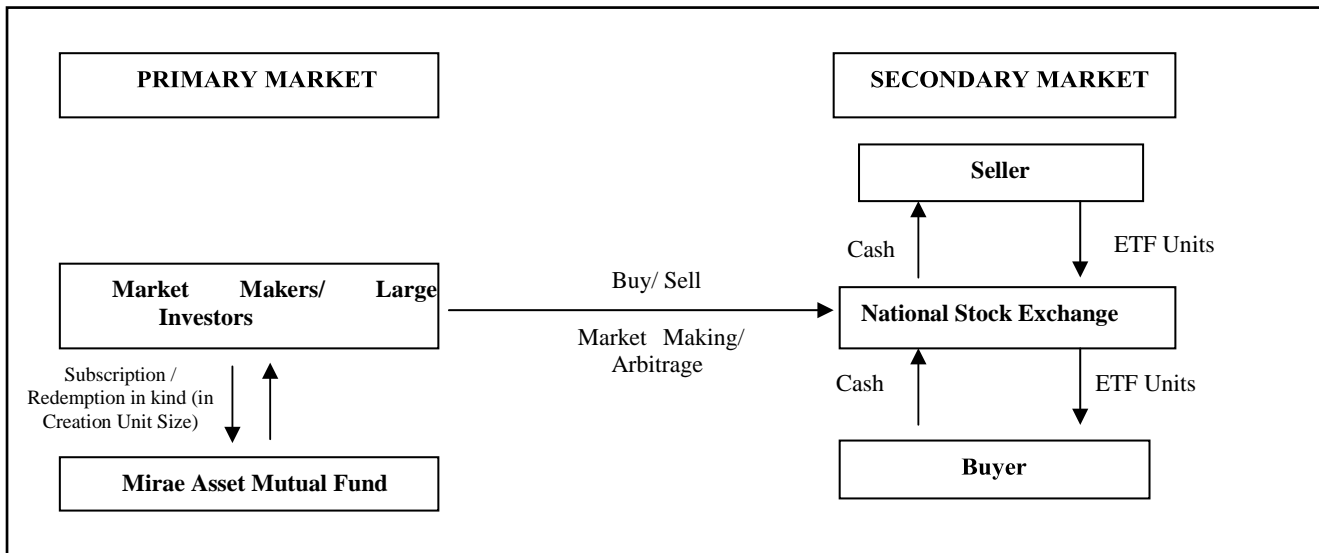 PRIMARY MARKET
SECONDARY MARKET
Seller
Cash
ETF Units
Market Makers/ Large
Investors
Buy/ Sell
National Stock Exchange
Market Making/
Arbitrage
Subscription /
Redemption in kind (in
Creation Unit Size)
Cash
ETF Units
Mirae Asset Mutual Fund
Buyer